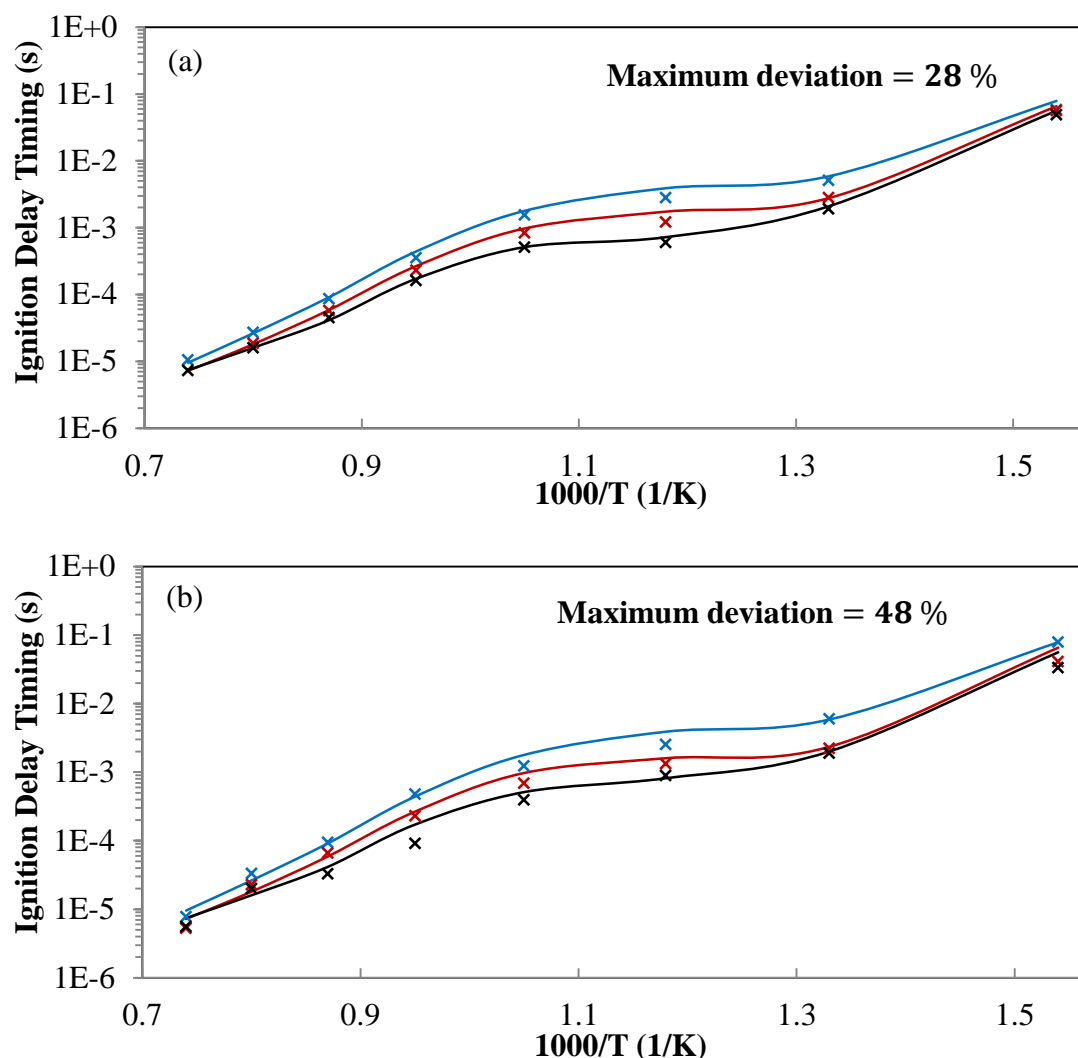 (a)
Maximum deviation = 28 %
Ignition Delay Timing (s)
1E+0
1E-1
1E-2
1E-3
1E-4
1E-5
1E-6
0.7 0.9 1.1 1.3 1.5
1000/T (1/K)
(b)
Maximum deviation = 48 %
Ignition Delay Timing (s)
1E+0
1E-1
1E-2
1E-3
1E-4
1E-5
1E-6
0.7 0.9 1.1 1.3 1.5
1000/T (1/K)